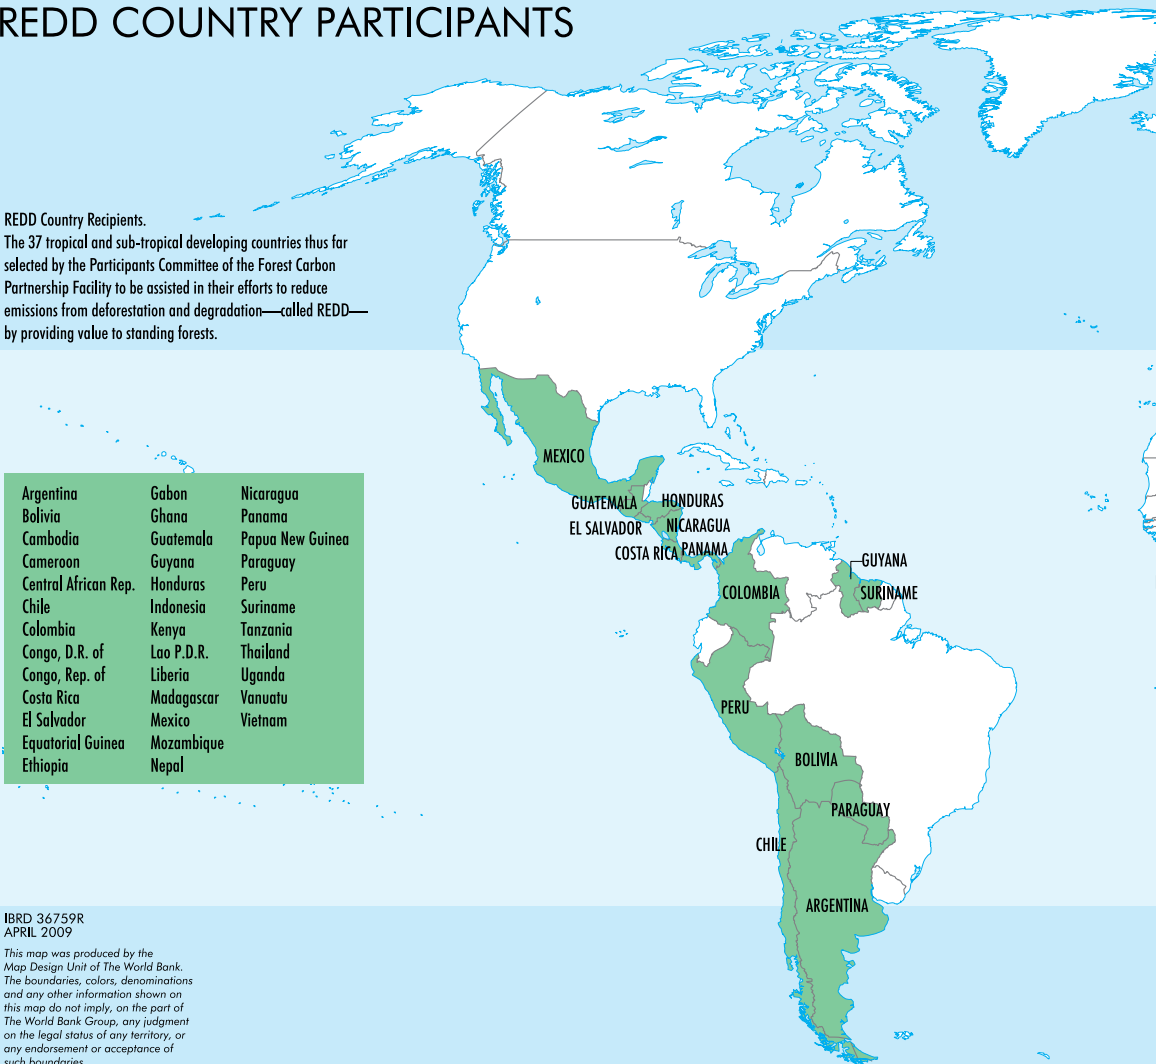 REDD COUNTRY PARTICIPANTS
REDD Country Recipients.
The 37 tropical and sub-tropical developing countries thus far
selected by the Participants Committee of the Forest Carbon
Partnership Facility to be assisted in their efforts to reduce
emissions from deforestation and degradation—called REDD—
by providing value to standing forests.
Argentina
Bolivia
Cambodia
Cameroon
Central African Rep.
Chile
Colombia
Congo, D.R. of
Congo, Rep. of
Costa Rica
El Salvador
Equatorial Guinea
Ethiopia
Gabon
Ghana
Guatemala
Guyana
Honduras
Indonesia
Kenya
Lao P.D.R.
Liberia
Madagascar
Mexico
Mozambique
Nepal
Nicaragua
Panama
Papua New Guinea
Paraguay
Peru
Suriname
Tanzania
Thailand
Uganda
Vanuatu
Vietnam
MEXICO
GUATEMALA
HONDURAS
EL SALVADOR
NICARAGUA
COSTA RICA
PANAMA
GUYANA
COLOMBIA
SURINAME
PERU
BOLIVIA
PARAGUAY
CHILE
ARGENTINA
IBRD 36759R
APRIL 2009
This map was produced by the
Map Design Unit of The World Bank.
The boundaries, colors, denominations
and any other information shown on
this map do not imply, on the part of
The World Bank Group, any judgment
on the legal status of any territory, or
any endorsement or acceptance of
such boundaries.